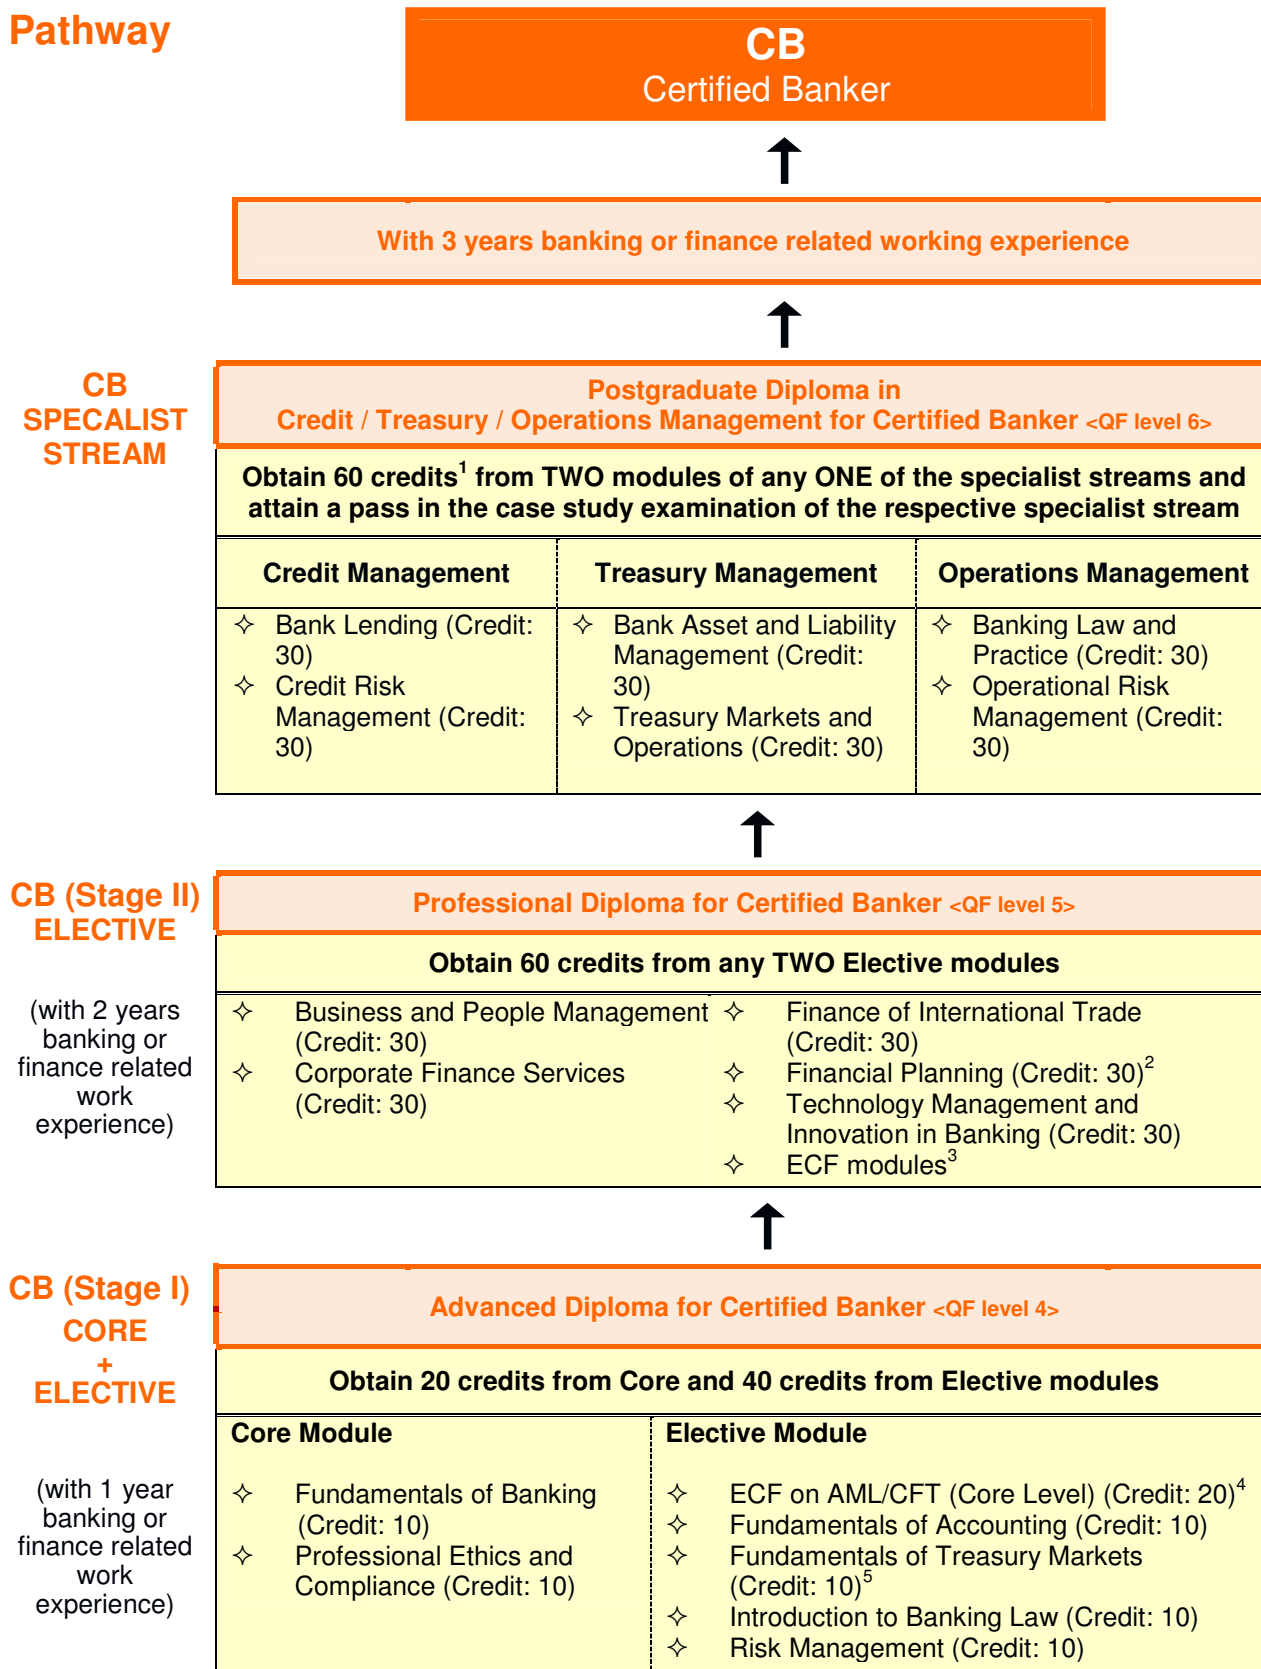 Pathway
CB
Certified Banker
With 3 years banking or finance related working experience
CB
SPECALIST
STREAM
Postgraduate Diploma in
Credit / Treasury / Operations Management for Certified Banker <QF level 6>
Obtain 60 credits1 from TWO modules of any ONE of the specialist streams and
attain a pass in the case study examination of the respective specialist stream
Credit Management
✧ Bank Lending (Credit:
30)
✧ Credit Risk
Management (Credit:
30)
Treasury Management
✧ Bank Asset and Liability
Management (Credit:
30)
✧ Treasury Markets and
Operations (Credit: 30)
Operations Management
✧ Banking Law and
Practice (Credit: 30)
✧ Operational Risk
Management (Credit:
30)
CB (Stage II)
ELECTIVE
(with 2 years
banking or
finance related
work
experience)
Professional Diploma for Certified Banker <QF level 5>
Obtain 60 credits from any TWO Elective modules
✧ Business and People Management
(Credit: 30)
✧ Corporate Finance Services
(Credit: 30)
✧ Finance of International Trade
(Credit: 30)
✧ Financial Planning (Credit: 30)2
✧ Technology Management and
Innovation in Banking (Credit: 30)
✧ ECF modules3
CB (Stage I)
CORE
+
ELECTIVE
(with 1 year
banking or
finance related
work
experience)
Advanced Diploma for Certified Banker <QF level 4>
Obtain 20 credits from Core and 40 credits from Elective modules
Core Module
✧ Fundamentals of Banking
(Credit: 10)
✧ Professional Ethics and
Compliance (Credit: 10)
Elective Module
✧ ECF on AML/CFT (Core Level) (Credit: 20)4
✧ Fundamentals of Accounting (Credit: 10)
✧ Fundamentals of Treasury Markets
(Credit: 10)5
✧ Introduction to Banking Law (Credit: 10)
✧ Risk Management (Credit: 10)